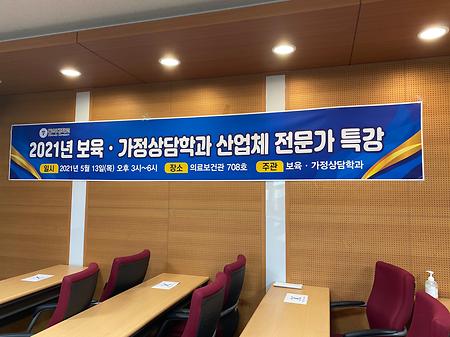 2021년 보육 · 가정상담학과 산업체 전문가 특강
일시 2021년 5월 13일(목) 오후 3시~6시 장소 의료보건관 708호 주관 보육 · 가정상담학과